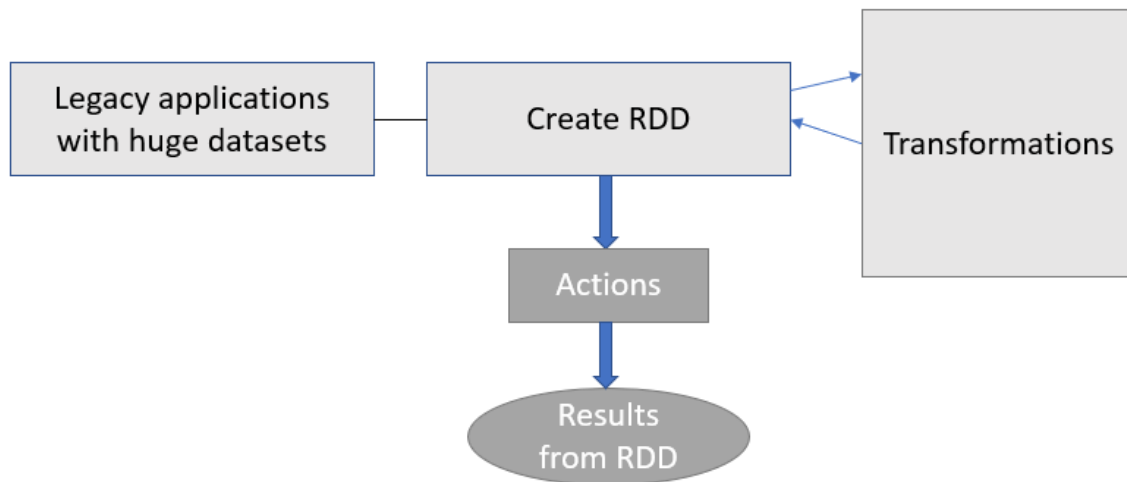 Legacy applications
with huge datasets
Create RDD
Transformations
Actions
Results
from RDD